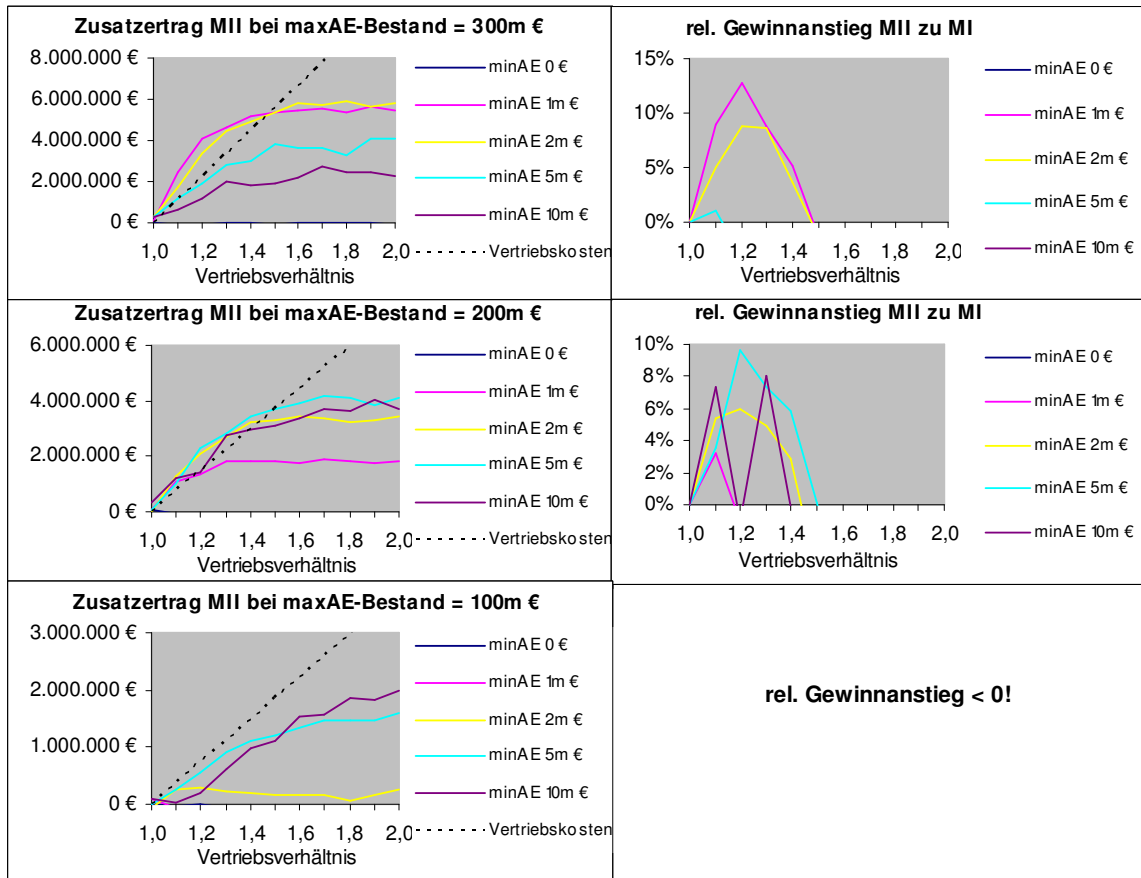 Zusatzertrag MII bei maxAE-Bestand = 300m €
8.000.000 €
6.000.000 €
4.000.000 €
2.000.000 €
0 €
1,0 1,2 1,4 1,6 1,8 2,0
Vertriebsverhältnis
minAE 0 €
minAE 1m €
minAE 2m €
minAE 5m €
minAE 10m €
Vertriebskosten
rel. Gewinnanstieg MII zu MI
15%
10%
5%
0%
1,0 1,2 1,4 1,6 1,8 2,0
Vertriebsverhältnis
minAE 0 €
minAE 1m €
minAE 2m €
minAE 5m €
minAE 10m €
Zusatzertrag MII bei maxAE-Bestand = 200m €
6.000.000 €
4.000.000 €
2.000.000 €
0 €
1,0 1,2 1,4 1,6 1,8 2,0
Vertriebsverhältnis
minAE 0 €
minAE 1m €
minAE 2m €
minAE 5m €
minAE 10m €
Vertriebskosten
rel. Gewinnanstieg MII zu MI
10%
8%
6%
4%
2%
0%
1,0 1,2 1,4 1,6 1,8 2,0
Vertriebsverhältnis
minAE 0 €
minAE 1m €
minAE 2m €
minAE 5m €
minAE 10m €
Zusatzertrag MII bei maxAE-Bestand = 100m €
3.000.000 €
2.000.000 €
1.000.000 €
0 €
1,0 1,2 1,4 1,6 1,8 2,0
Vertriebsverhältnis
minAE 0 €
minAE 1m €
minAE 2m €
minAE 5m €
minAE 10m €
Vertriebskosten
rel. Gewinnanstieg < 0!